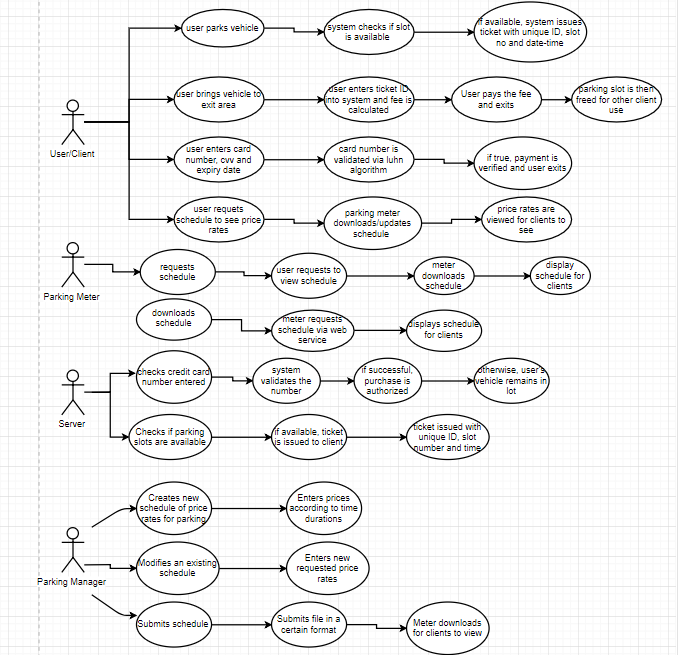 user parks vehicle
system checks if slot
is available
if available, system issues
ticket with unique ID, slot
no and date-time
user brings vehicle to
exit area
user enters ticket ID
into system and fee is
calculated
User pays the fee
and exits
parking slot is then
freed for other client
use
User/Client
user enters card
number, cvv and
expiry date
card number is
validated via luhn
algorithm
if true, payment is
verified and user exits
user requets
schedule to see price
rates
parking meter
downloads/updates
schedule
price rates are
viewed for clients to
see
Parking Meter
requests
schedule
user requests to
view schedule
meter
downloads
schedule
display
schedule for
clients
downloads
schedule
meter requests
schedule via web
service
displays schedule
for clients
Server
checks credit card
number entered
system
validates the
number
if successful,
purchase is
authorized
otherwise, user's
vehicle remains in
lot
Checks if parking
slots are available
if available, ticket
is issued to client
ticket issued with
unique ID, slot
number and time
Parking Manager
Creates new
schedule of price
rates for parking
Enters prices
according to time
durations
Modifies an existing
schedule
Enters new
requested price
rates
Submits schedule
Submits file in a
certain format
Meter downloads
for clients to view